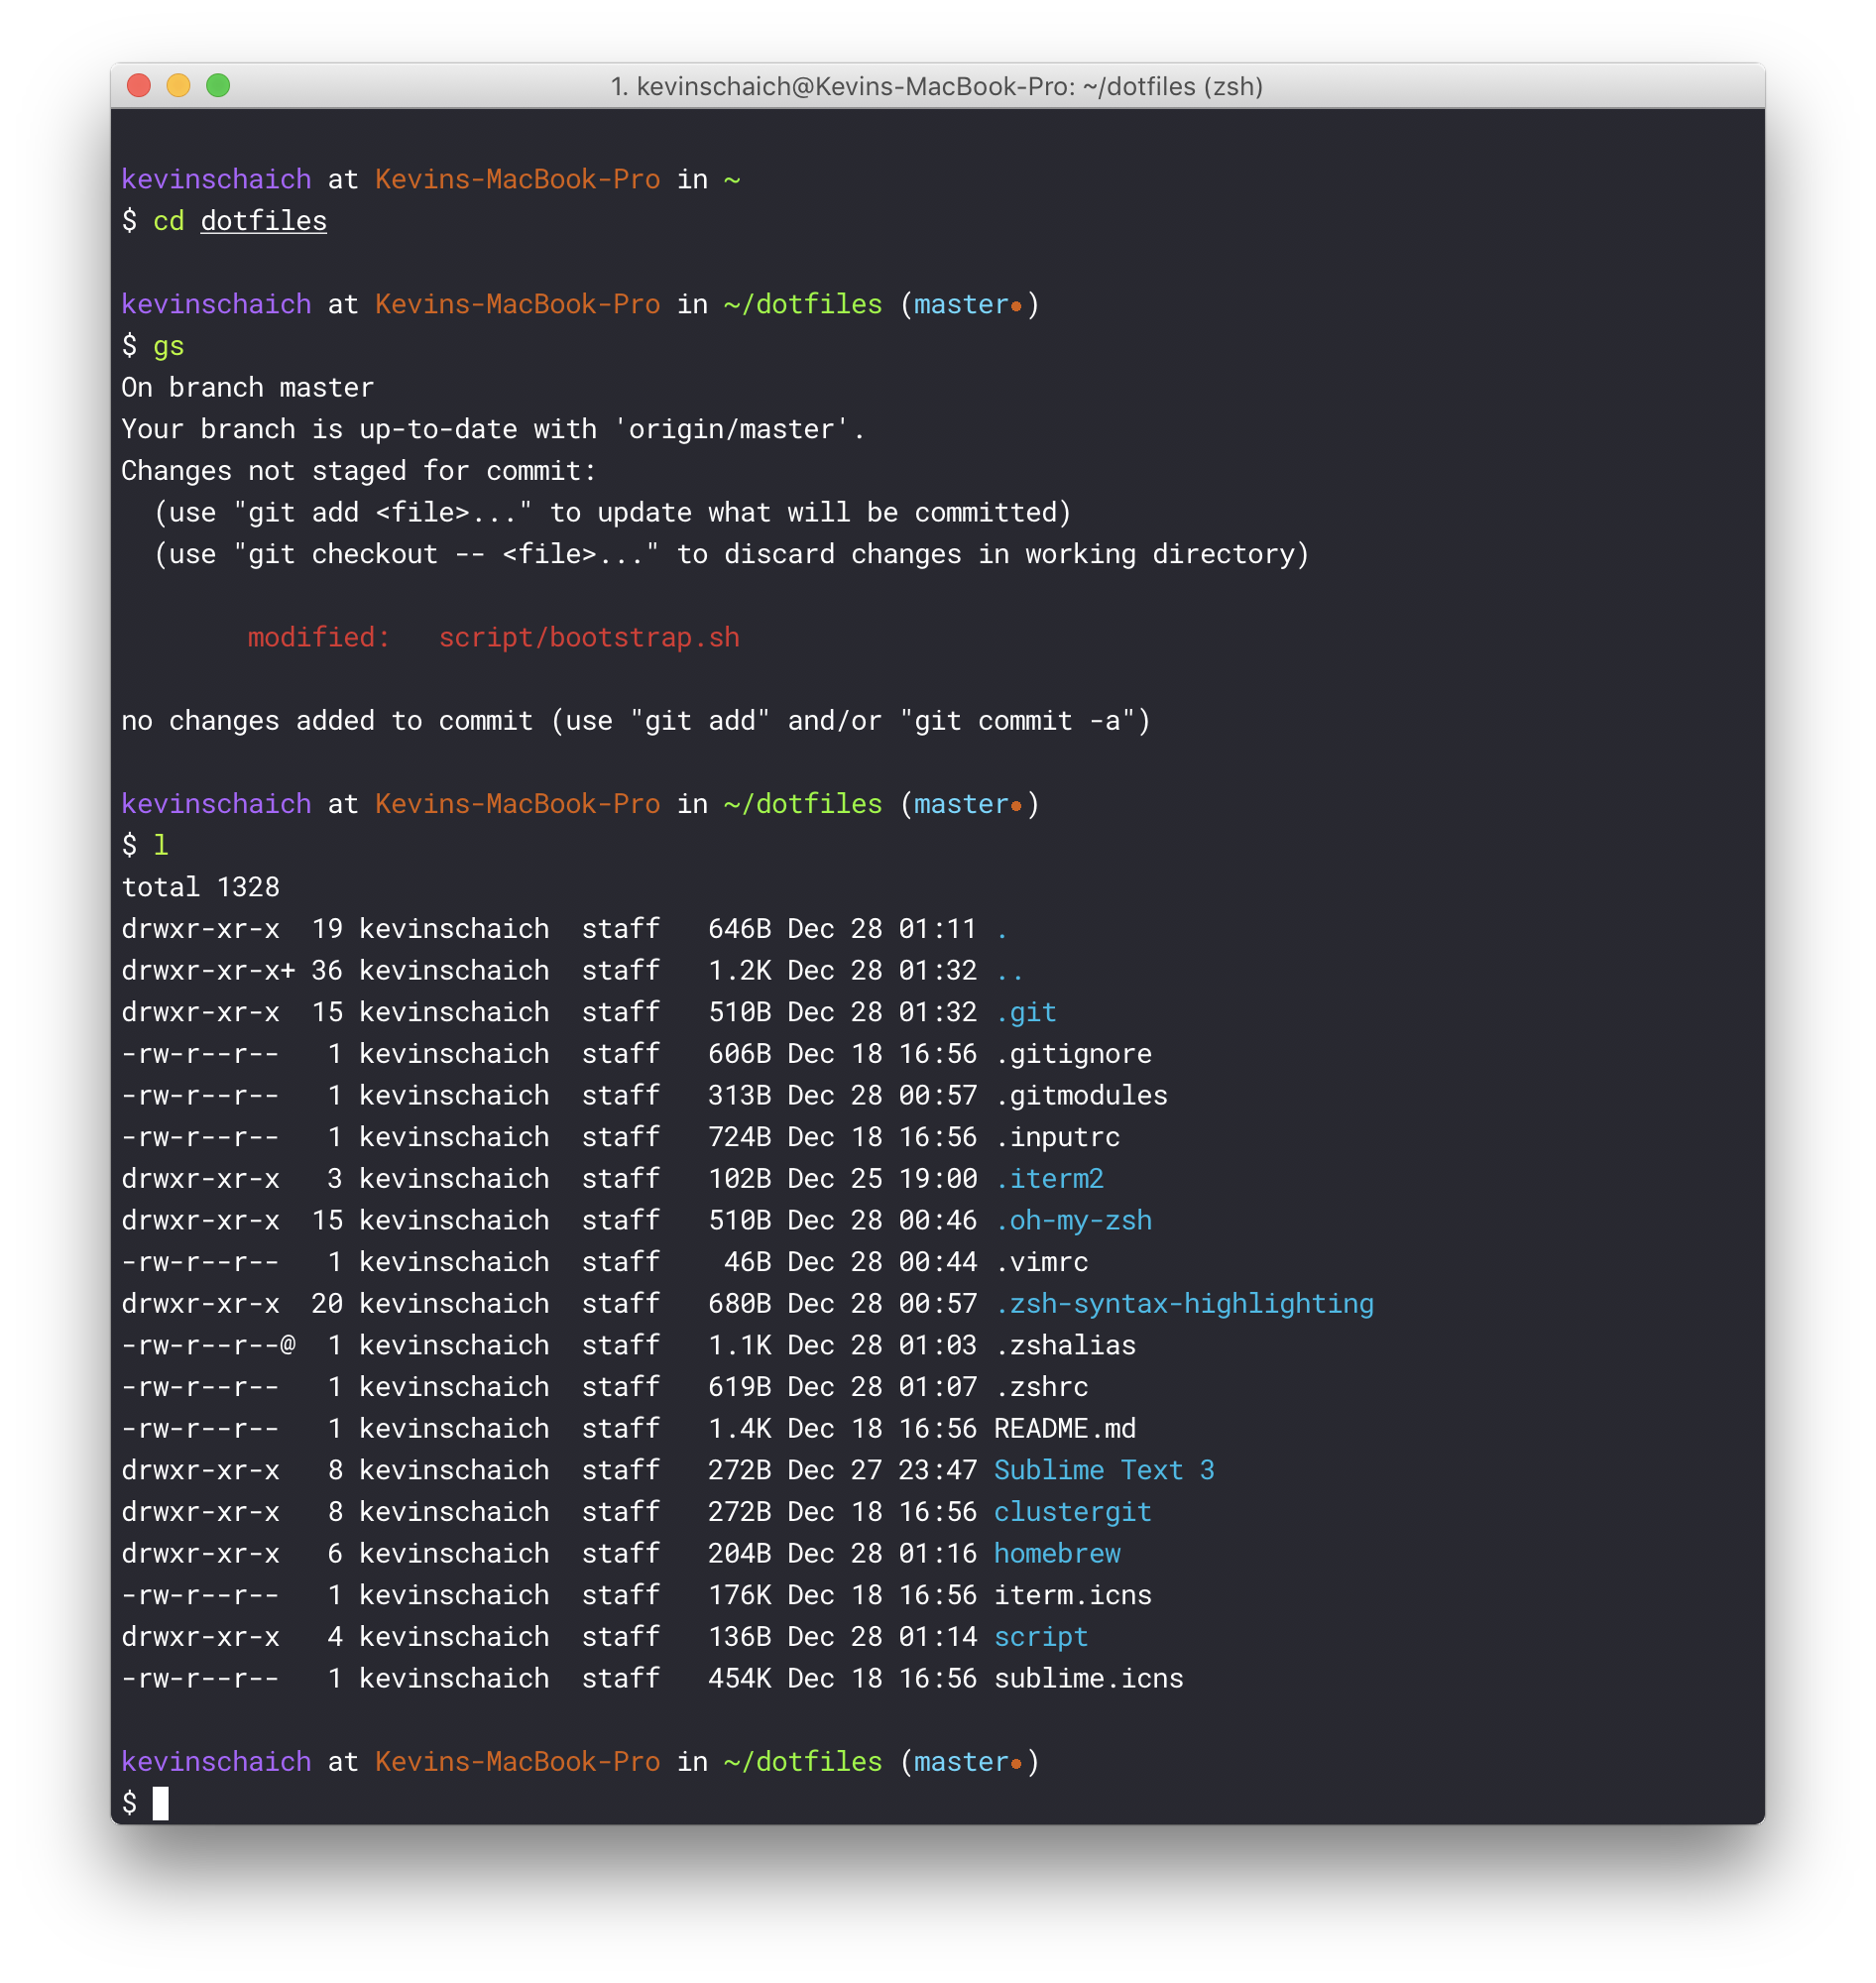 1. kevinschaich@Kevins-MacBook-Pro: ~/dotfiles (zsh)
kevinschaich at Kevins-MacBook-Pro in ~
$ cd dotfiles
kevinschaich at Kevins-MacBook-Pro in ~/dotfiles (master•)
$ gs
On branch master
Your branch is up-to-date with 'origin/master'.
Changes not staged for commit:
  (use "git add <file>..." to update what will be committed)
  (use "git checkout -- <file>..." to discard changes in working directory)
        modified:   script/bootstrap.sh
no changes added to commit (use "git add" and/or "git commit -a")
kevinschaich at Kevins-MacBook-Pro in ~/dotfiles (master•)
$ l
total 1328
drwxr-xr-x  19 kevinschaich  staff   646B Dec 28 01:11 .
drwxr-xr-x+ 36 kevinschaich  staff   1.2K Dec 28 01:32 ..
drwxr-xr-x  15 kevinschaich  staff   510B Dec 28 01:32 .git
-rw-r--r--   1 kevinschaich  staff   606B Dec 18 16:56 .gitignore
-rw-r--r--   1 kevinschaich  staff   313B Dec 28 00:57 .gitmodules
-rw-r--r--   1 kevinschaich  staff   724B Dec 18 16:56 .inputrc
drwxr-xr-x   3 kevinschaich  staff   102B Dec 25 19:00 .iterm2
drwxr-xr-x  15 kevinschaich  staff   510B Dec 28 00:46 .oh-my-zsh
-rw-r--r--   1 kevinschaich  staff    46B Dec 28 00:44 .vimrc
drwxr-xr-x  20 kevinschaich  staff   680B Dec 28 00:57 .zsh-syntax-highlighting
-rw-r--r--@  1 kevinschaich  staff   1.1K Dec 28 01:03 .zshalias
-rw-r--r--   1 kevinschaich  staff   619B Dec 28 01:07 .zshrc
-rw-r--r--   1 kevinschaich  staff   1.4K Dec 18 16:56 README.md
drwxr-xr-x   8 kevinschaich  staff   272B Dec 27 23:47 Sublime Text 3
drwxr-xr-x   8 kevinschaich  staff   272B Dec 18 16:56 clustergit
drwxr-xr-x   6 kevinschaich  staff   204B Dec 28 01:16 homebrew
-rw-r--r--   1 kevinschaich  staff   176K Dec 18 16:56 iterm.icns
drwxr-xr-x   4 kevinschaich  staff   136B Dec 28 01:14 script
-rw-r--r--   1 kevinschaich  staff   454K Dec 18 16:56 sublime.icns
kevinschaich at Kevins-MacBook-Pro in ~/dotfiles (master•)
$